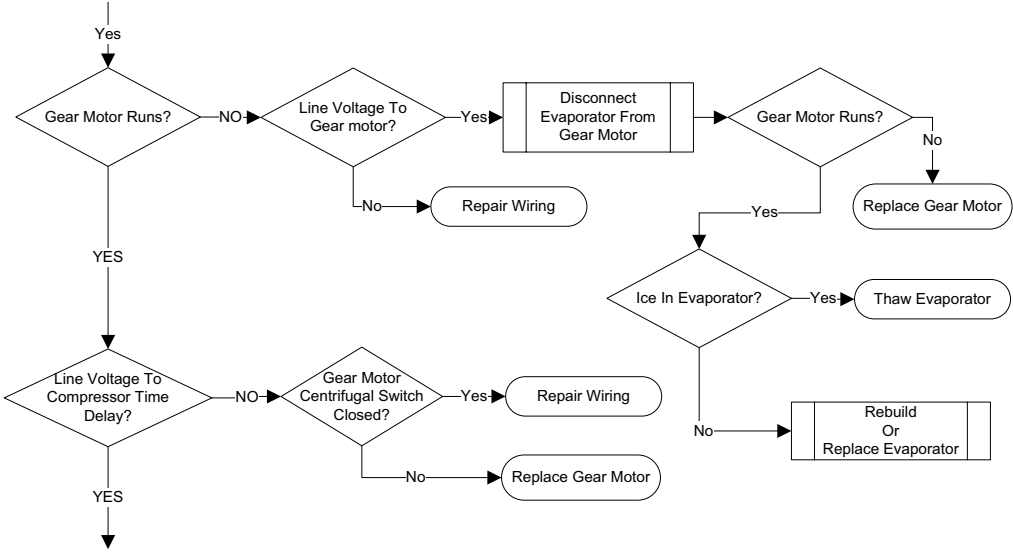 Yes
Gear Motor Runs?
NO
Line Voltage To
Gear motor?
Yes
Disconnect
Evaporator From
Gear Motor
Gear Motor Runs?
No
Replace Gear Motor
No
Repair Wiring
Yes
YES
Ice In Evaporator?
Yes
Thaw Evaporator
Line Voltage To
Compressor Time
Delay?
NO
Gear Motor
Centrifugal Switch
Closed?
Yes
Repair Wiring
No
Rebuild
Or
Replace Evaporator
No
Replace Gear Motor
YES